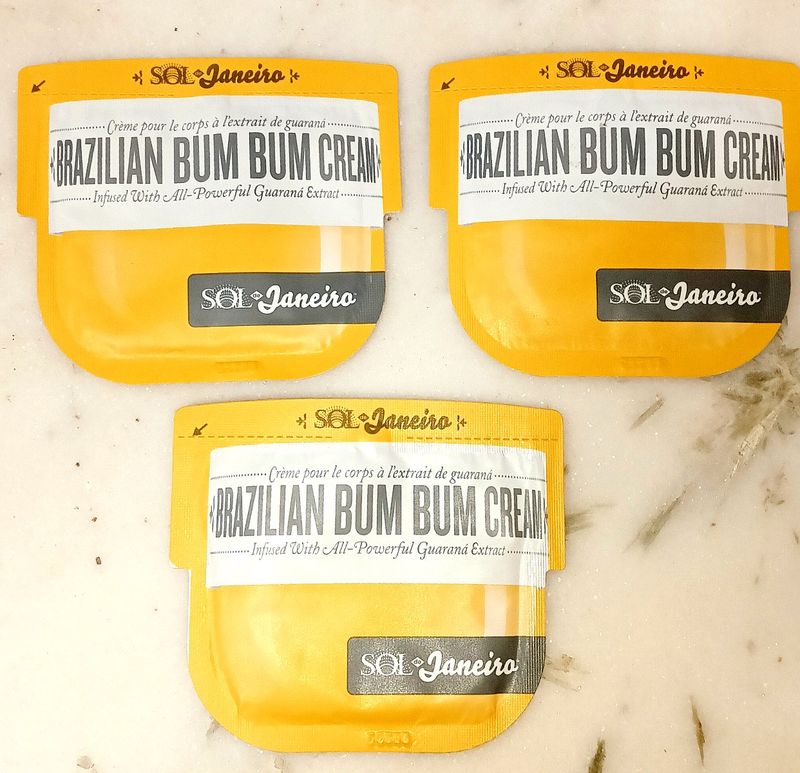 SOL DE Janeiro
Crème pour le corps à l'extrait de guaraná
BRAZILIAN BUM BUM CREAM
Infused With All-Powerful Guaraná Extract
SOL DE Janeiro
SOL DE Janeiro
Crème pour le corps à l'extrait de guaraná
BRAZILIAN BUM BUM CREAM
Infused With All-Powerful Guaraná Extract
SOL DE Janeiro
SOL DE Janeiro
Crème pour le corps à l'extrait de guaraná
BRAZILIAN BUM BUM CREAM
Infused With All-Powerful Guaraná Extract
SOL DE Janeiro